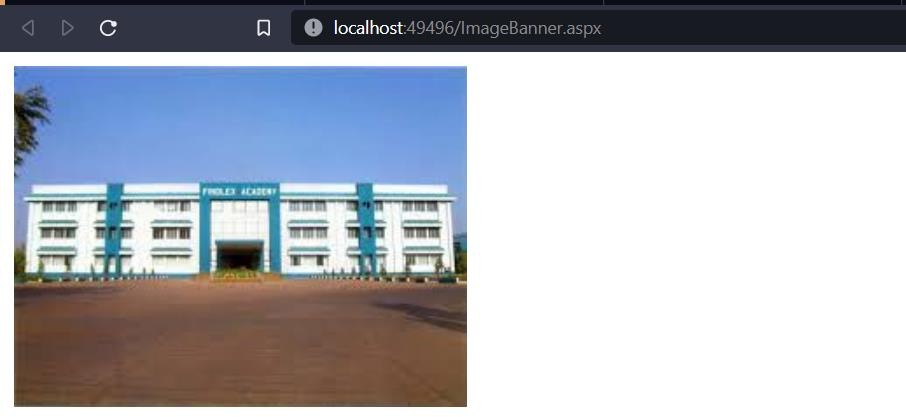 localhost:49496/ImageBanner.aspx
FINOLEX ACADEMY